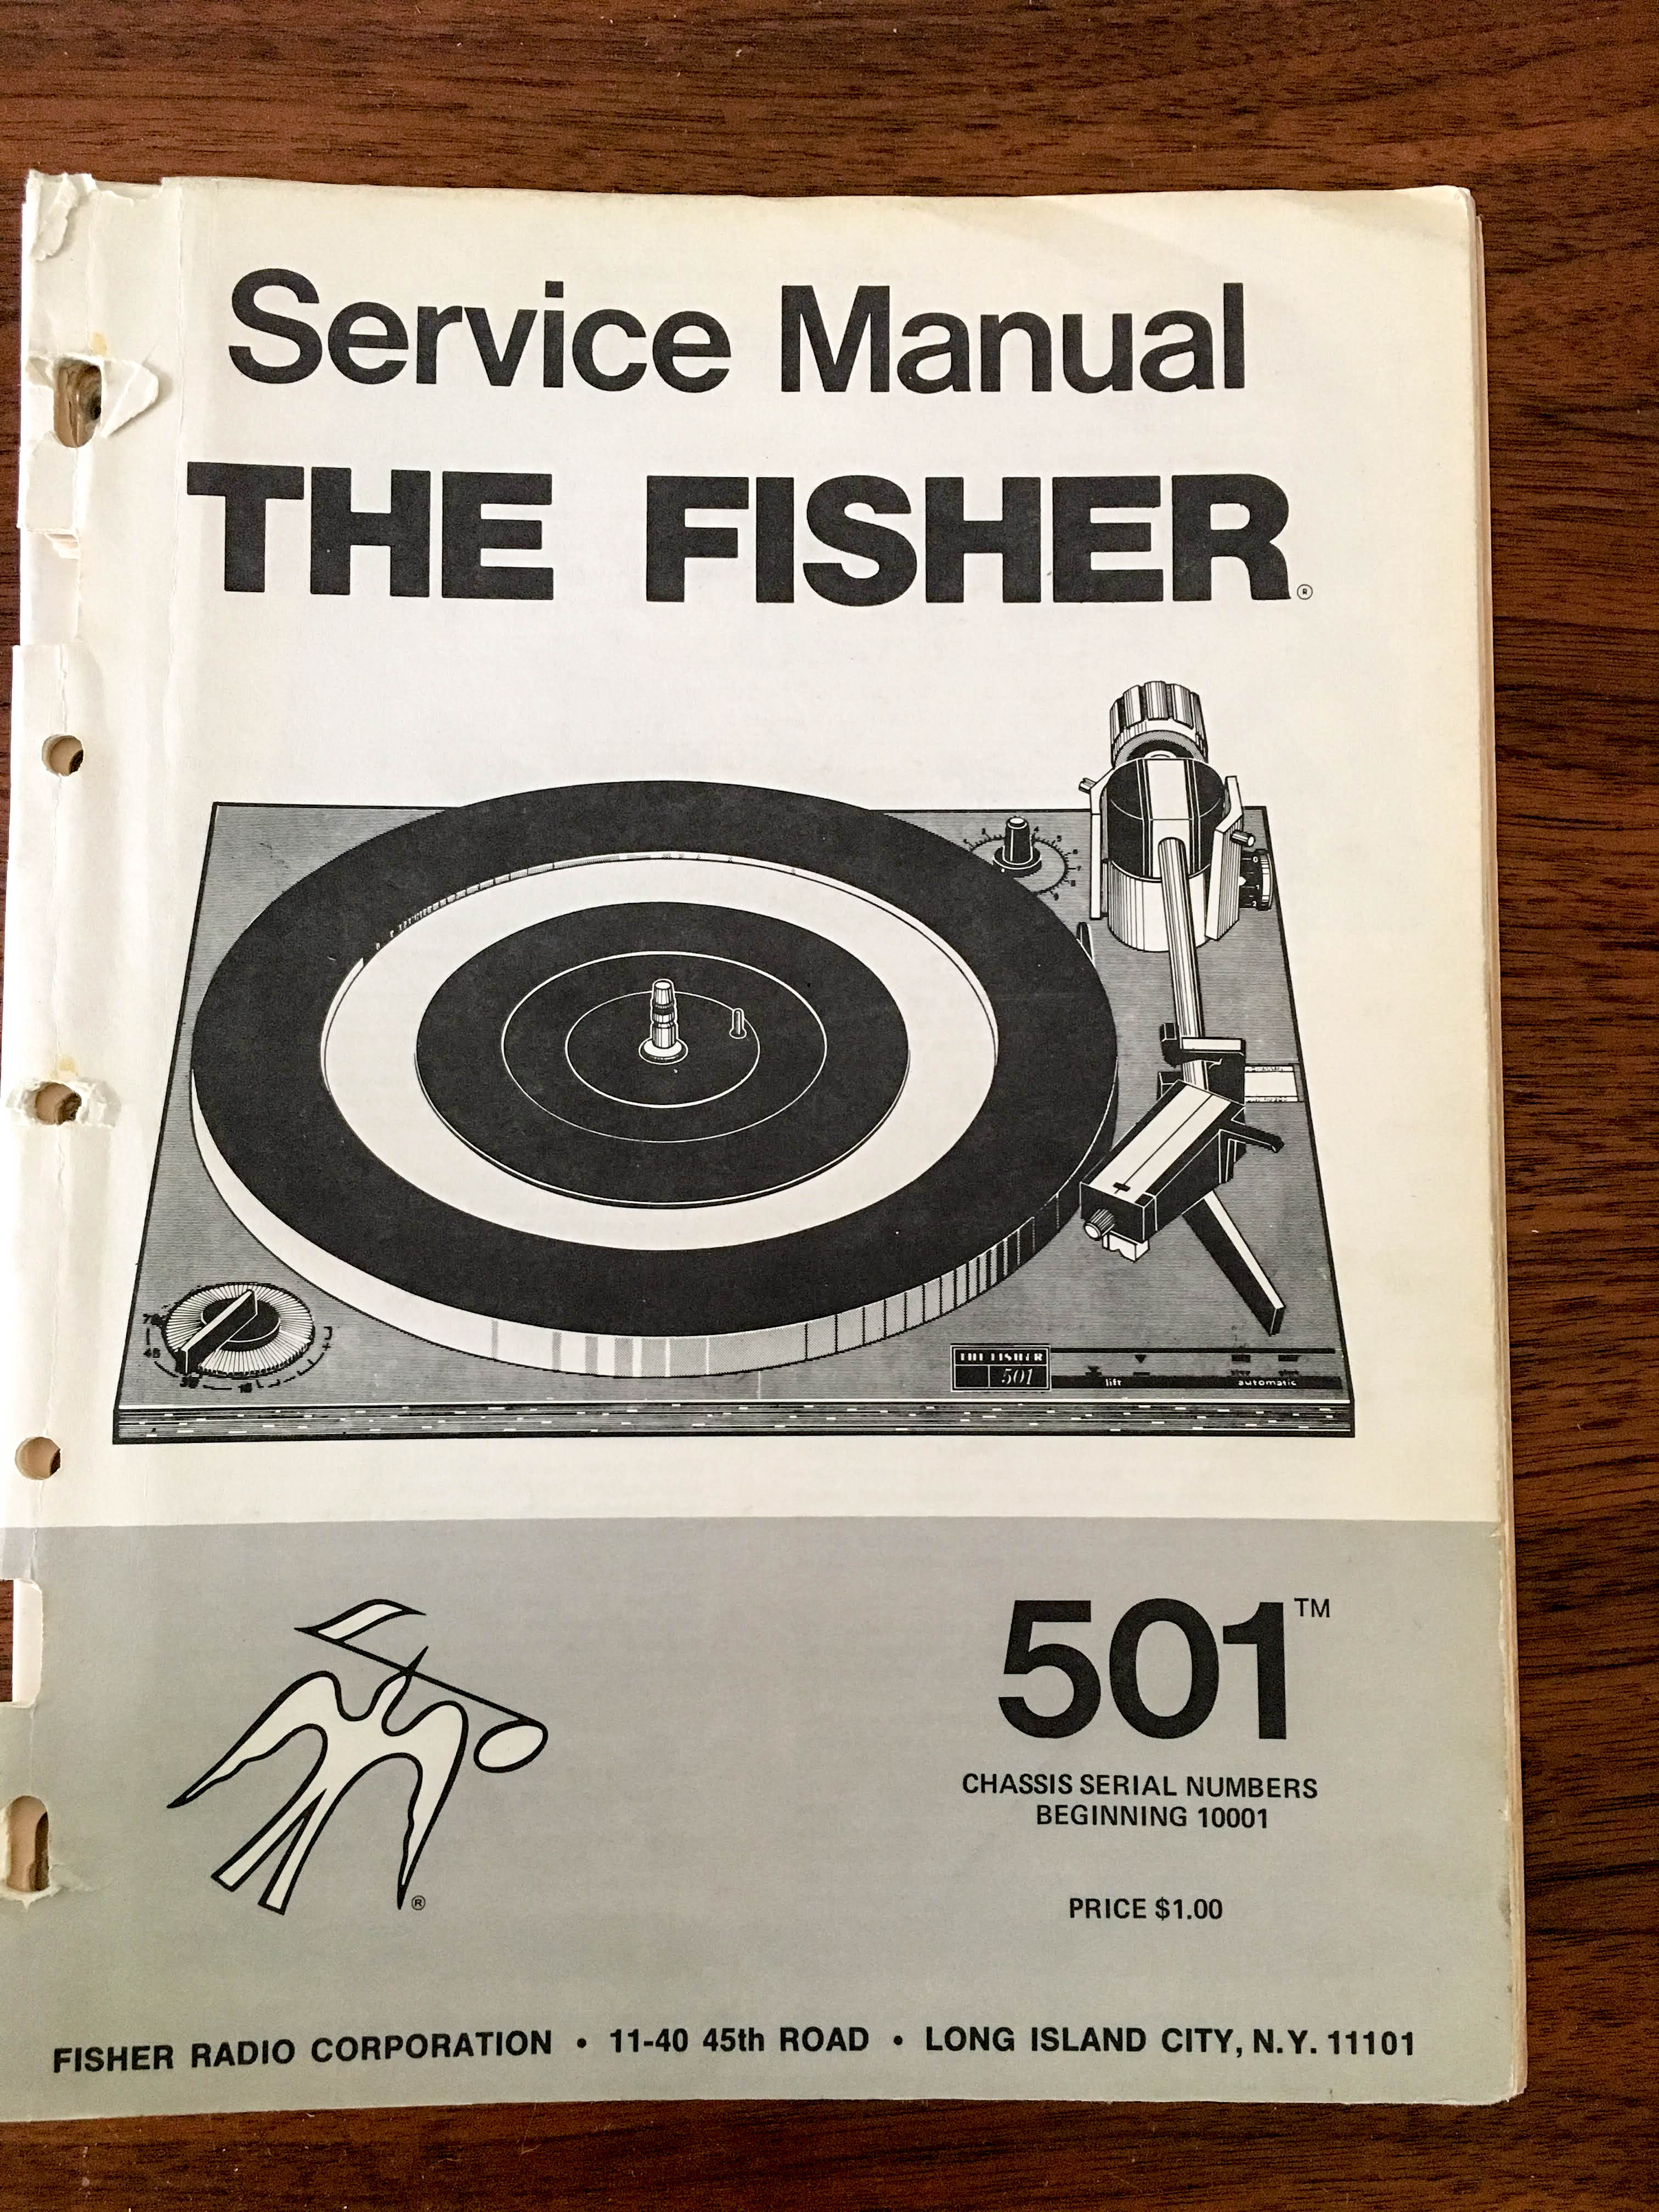 Service Manual
THE FISHER®
THE FISHER
501
lift
automatic
501™
CHASSIS SERIAL NUMBERS
BEGINNING 10001
®
PRICE $1.00
FISHER RADIO CORPORATION • 11-40 45th ROAD • LONG ISLAND CITY, N.Y. 11101